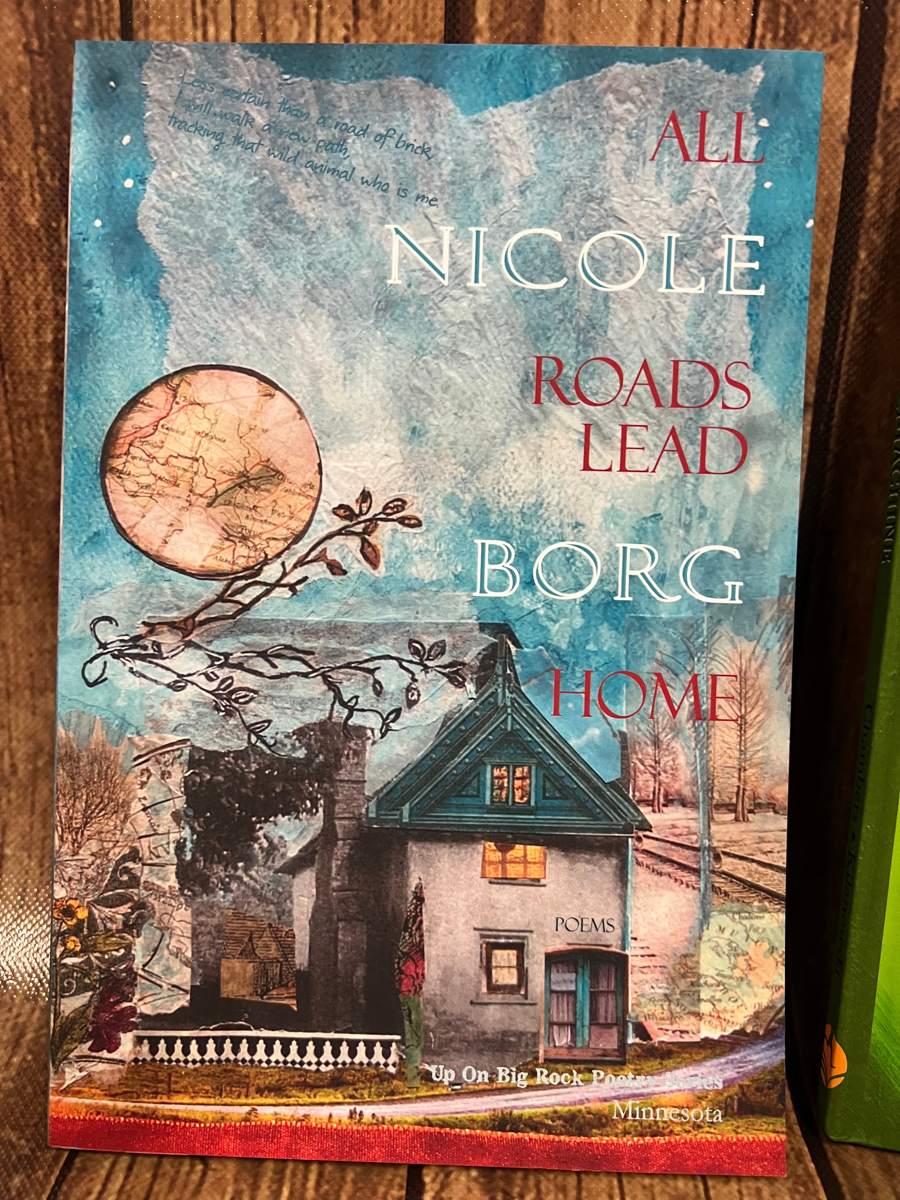 Less certain than a road of brick,
I will walk a new path,
tracking that wild animal who is me.
ALL
NICOLE
ROADS
LEAD
BORG
HOME
POEMS
Up On Big Rock Poetry Series
Minnesota